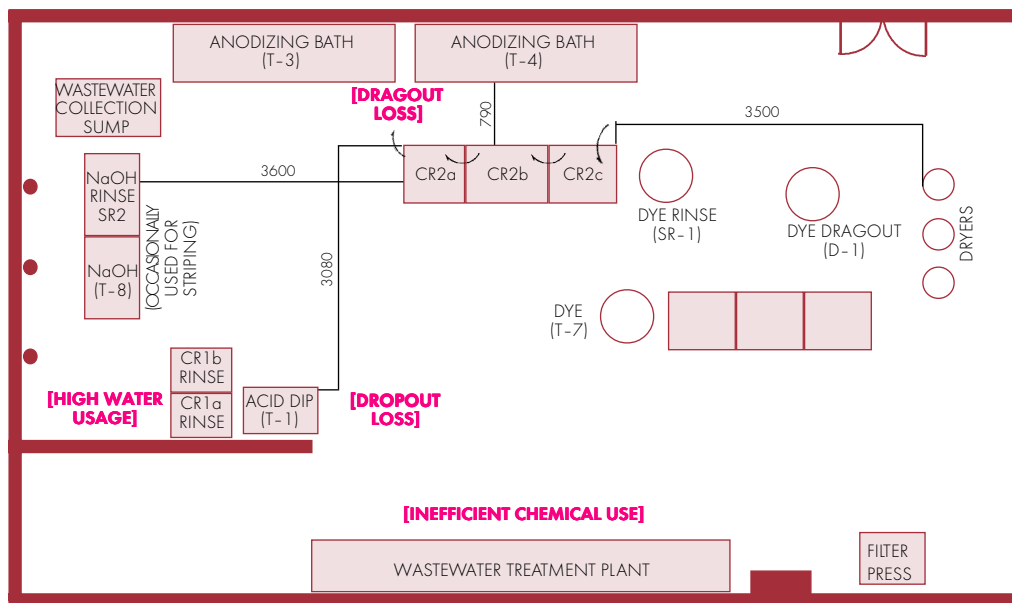 ANODIZING BATH
(T-3)
ANODIZING BATH
(T-4)
WASTEWATER
COLLECTION
SUMP
[DRAGOUT
LOSS]
790
3500
NaOH
RINSE
SR2
3600
CR2a
CR2b
CR2c
DYE RINSE
(SR-1)
DYE DRAGOUT
(D-1)
DRYERS
NaOH
(T-8)
(OCCASIONALLY
USED FOR
STRIPING)
3080
DYE
(T-7)
CR1b
RINSE
[HIGH WATER
USAGE]
CR1a
RINSE
ACID DIP
(T-1)
[DROPOUT
LOSS]
[INEFFICIENT CHEMICAL USE]
WASTEWATER TREATMENT PLANT
FILTER
PRESS